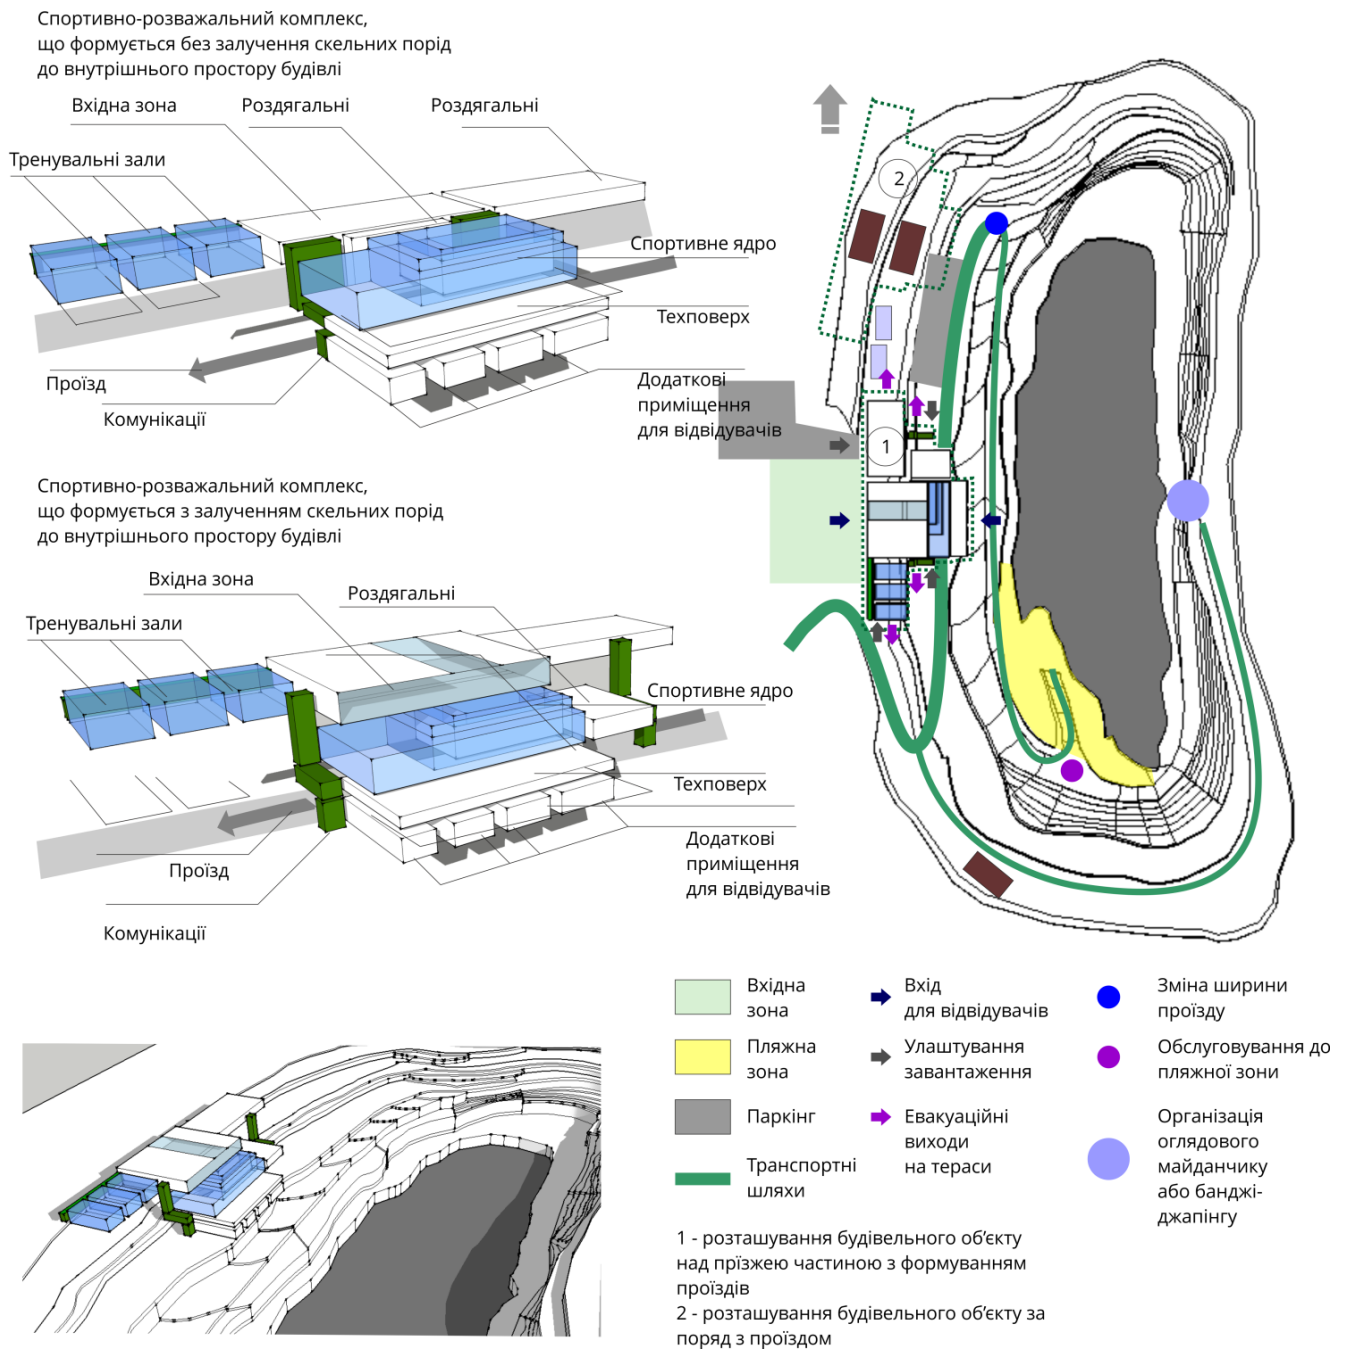 Спортивно-розважальний комплекс,
що формується без залучення скельних порід
до внутрішнього простору будівлі
Вхідна зона
Роздягальні
Роздягальні
Тренувальні зали
Спортивне ядро
Техповерх
Проїзд
Комунікації
Додаткові
приміщення
для відвідувачів
Спортивно-розважальний комплекс,
що формується з залученням скельних порід
до внутрішнього простору будівлі
Вхідна зона
Роздягальні
Тренувальні зали
Спортивне ядро
Техповерх
Проїзд
Комунікації
Додаткові
приміщення
для відвідувачів
2
1
Вхідна
зона
Пляжна
зона
Паркінг
Транспортні
шляхи
Вхід
для відвідувачів
Улаштування
завантаження
Евакуаційні
виходи
на тераси
Зміна ширини
проїзду
Обслуговування до
пляжної зони
Організація
оглядового
майданчику
або банджі-
джапінгу
1 - розташування будівельного об’єкту
над прїзжею частиною з формуванням
проїздів
2 - розташування будівельного об’єкту за
поряд з проїздом